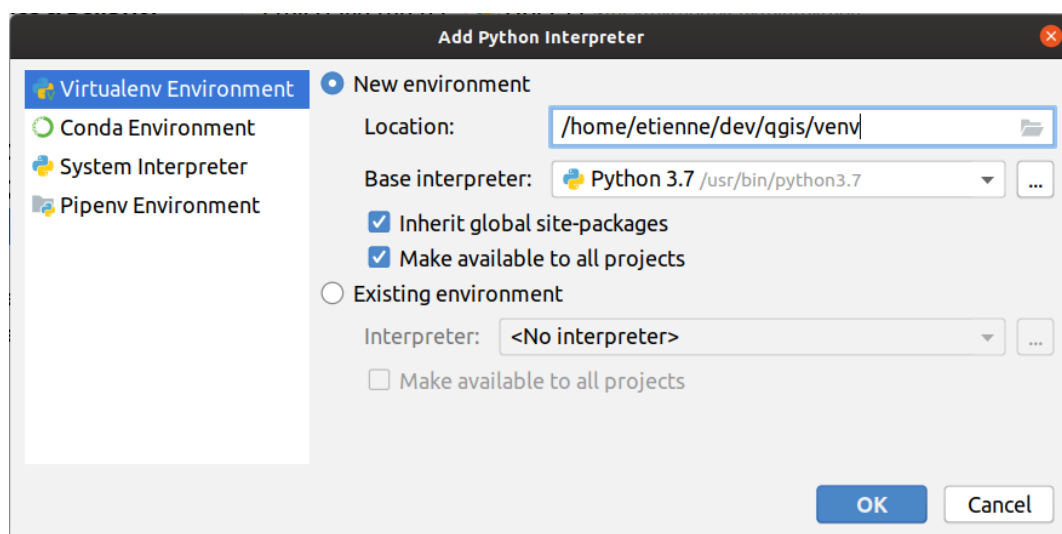 Add Python Interpreter
Virtualenv Environment
Conda Environment
System Interpreter
Pipenv Environment
New environment
Location: /home/etienne/dev/qgis/venv
Base interpreter: Python 3.7 /usr/bin/python3.7 ...
Inherit global site-packages
Make available to all projects
Existing environment
Interpreter: <No interpreter> ...
Make available to all projects
OK Cancel